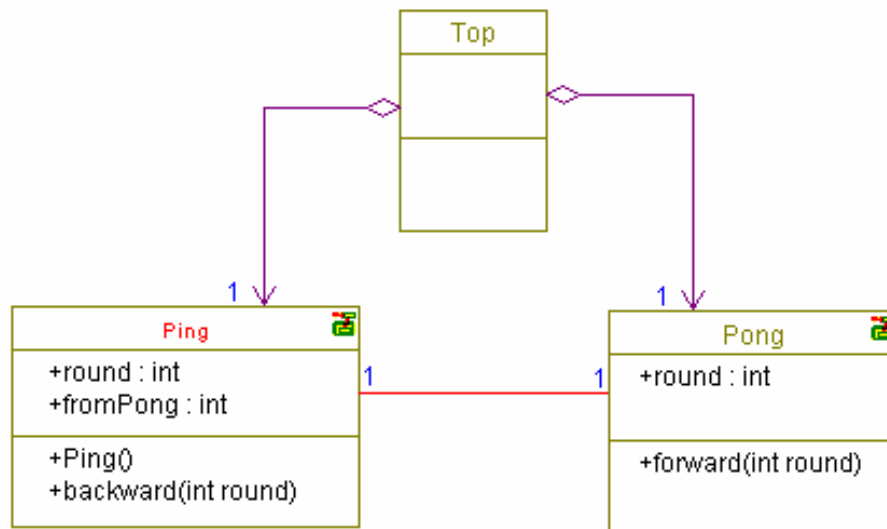 Top
1
1
Ping
+round : int
+fromPong : int
+Ping()
+backward(int round)
1
1
Pong
+round : int
+forward(int round)